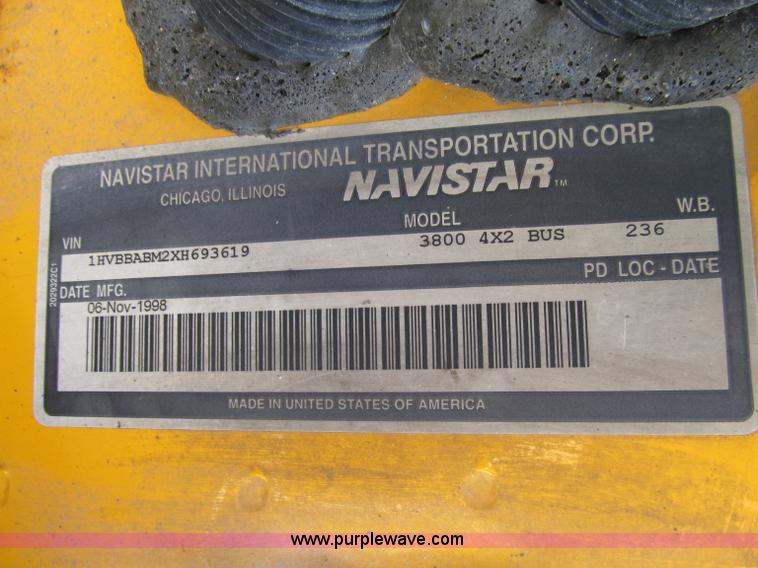 NAVISTAR INTERNATIONAL TRANSPORTATION CORP.
CHICAGO, ILLINOIS NAVISTAR™
VIN MODEL W.B.
1HVBBABM2XH693619 3800 4X2 BUS 236
PD LOC - DATE
DATE MFG.
06-Nov-1998
2029322C1
MADE IN UNITED STATES OF AMERICA
www.purplewave.com